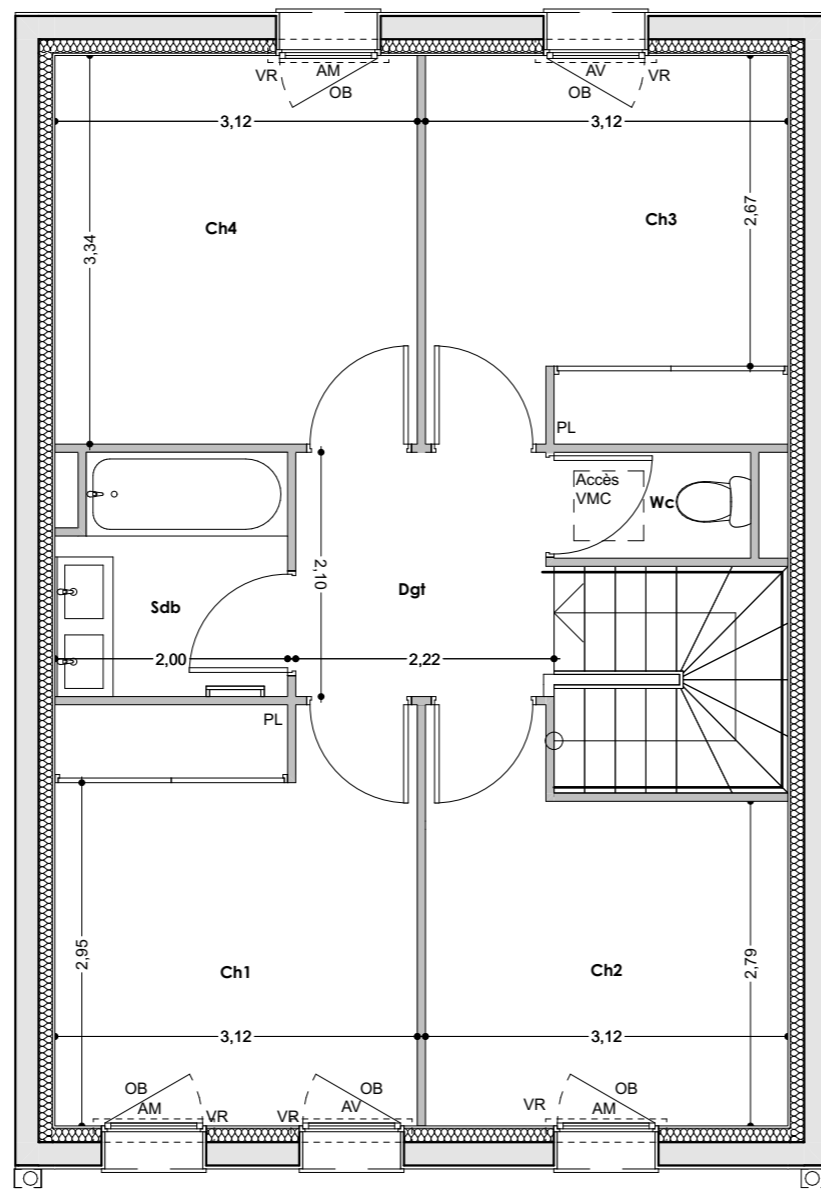 VR
AM
OB
AV
VR
OB
3,12
3,12
Ch4
Ch3
3,34
2,67
PL
Accès
VMC
Wc
2,10
Sdb
Dgt
2,00
2,22
PL
2,95
Ch1
Ch2
2,79
3,12
3,12
OB
AM
VR
VR
OB
AV
VR
OB
AM